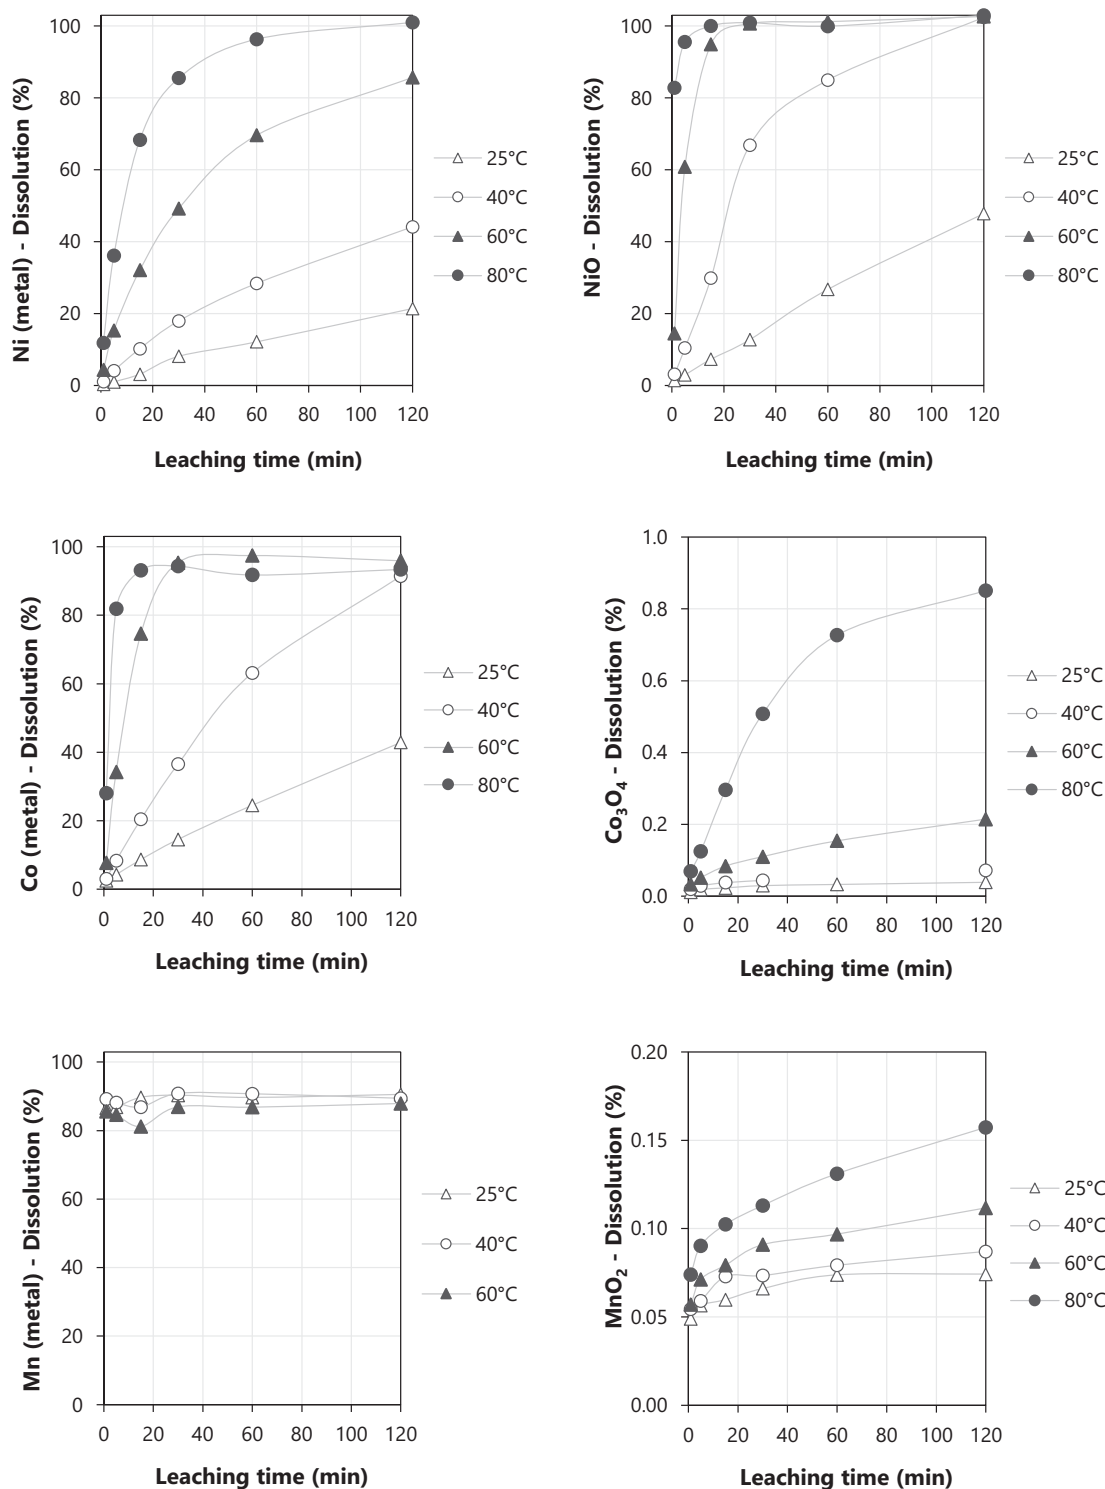 Ni (metal) - Dissolution (%)
100
80
60
40
20
0
0 20 40 60 80 100 120
Leaching time (min)
25°C
40°C
60°C
80°C
NiO - Dissolution (%)
100
80
60
40
20
0
0 20 40 60 80 100 120
Leaching time (min)
25°C
40°C
60°C
80°C
Co (metal) - Dissolution (%)
100
80
60
40
20
0
0 20 40 60 80 100 120
Leaching time (min)
25°C
40°C
60°C
80°C
Co₃O₄ - Dissolution (%)
1.0
0.8
0.6
0.4
0.2
0.0
0 20 40 60 80 100 120
Leaching time (min)
25°C
40°C
60°C
80°C
Mn (metal) - Dissolution (%)
100
80
60
40
20
0
0 20 40 60 80 100 120
Leaching time (min)
25°C
40°C
60°C
MnO₂ - Dissolution (%)
0.20
0.15
0.10
0.05
0.00
0 20 40 60 80 100 120
Leaching time (min)
25°C
40°C
60°C
80°C